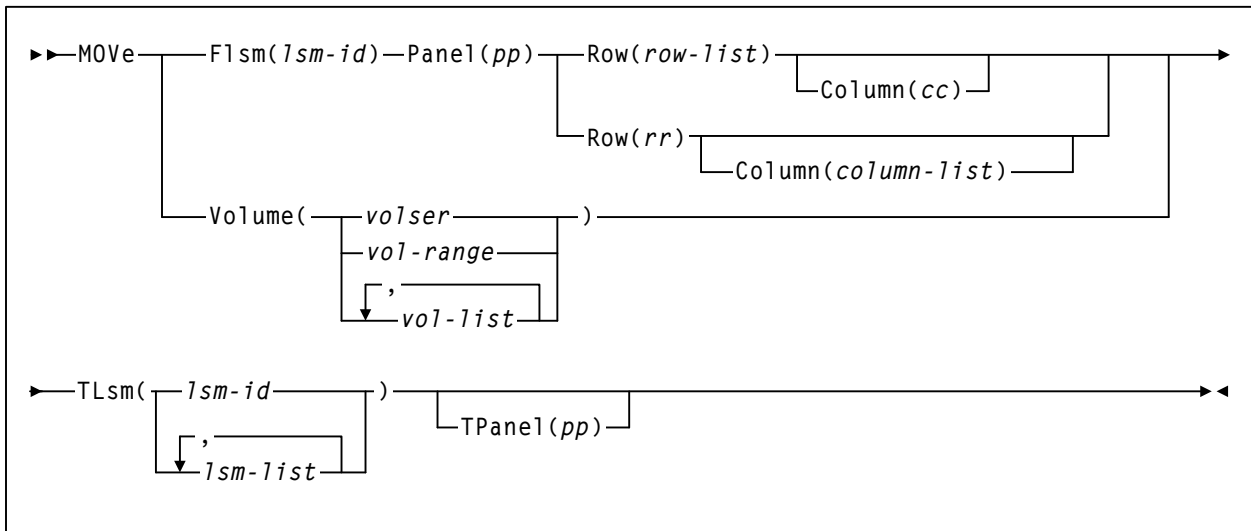 MOVe Flsm(lsm-id) Panel(pp) Row(row-list)
Column(cc)
Row(rr)
Column(column-list)
Volume( volser )
vol-range
,
vol-list
TLsm( lsm-id )
TPanel(pp)
,
lsm-list